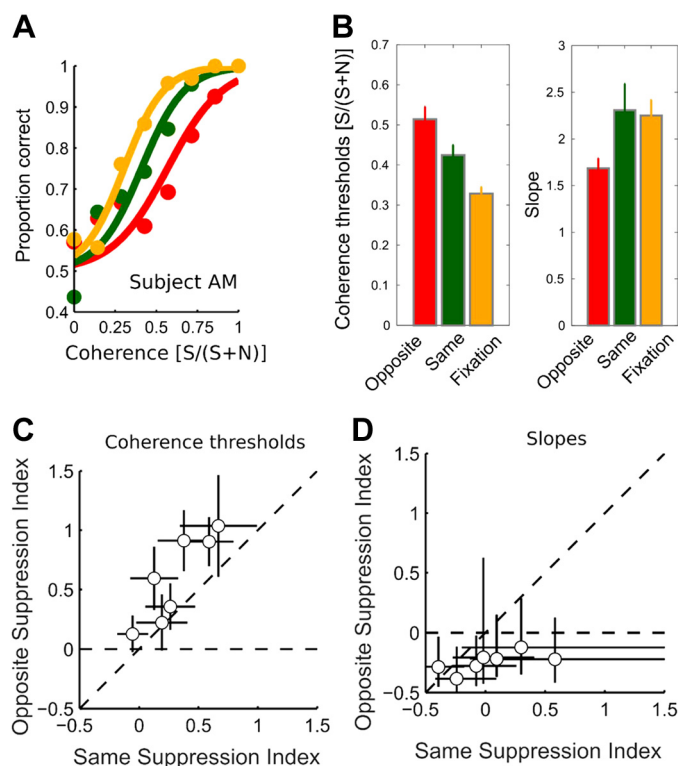 A
Proportion correct
1
0.9
0.8
0.7
0.6
0.5
0.4
Subject AM
0 0.25 0.5 0.75 1
Coherence [S/(S+N)]
B
Coherence thresholds [S/(S+N)]
0.7
0.6
0.5
0.4
0.3
0.2
0.1
0
Opposite
Same
Fixation
Slope
3
2.5
2
1.5
1
0.5
0
Opposite
Same
Fixation
C
Coherence thresholds
Opposite Suppression Index
1.5
1
0.5
0
−0.5
−0.5 0 0.5 1 1.5
Same Suppression Index
D
Slopes
Opposite Suppression Index
1.5
1
0.5
0
−0.5
−0.5 0 0.5 1 1.5
Same Suppression Index